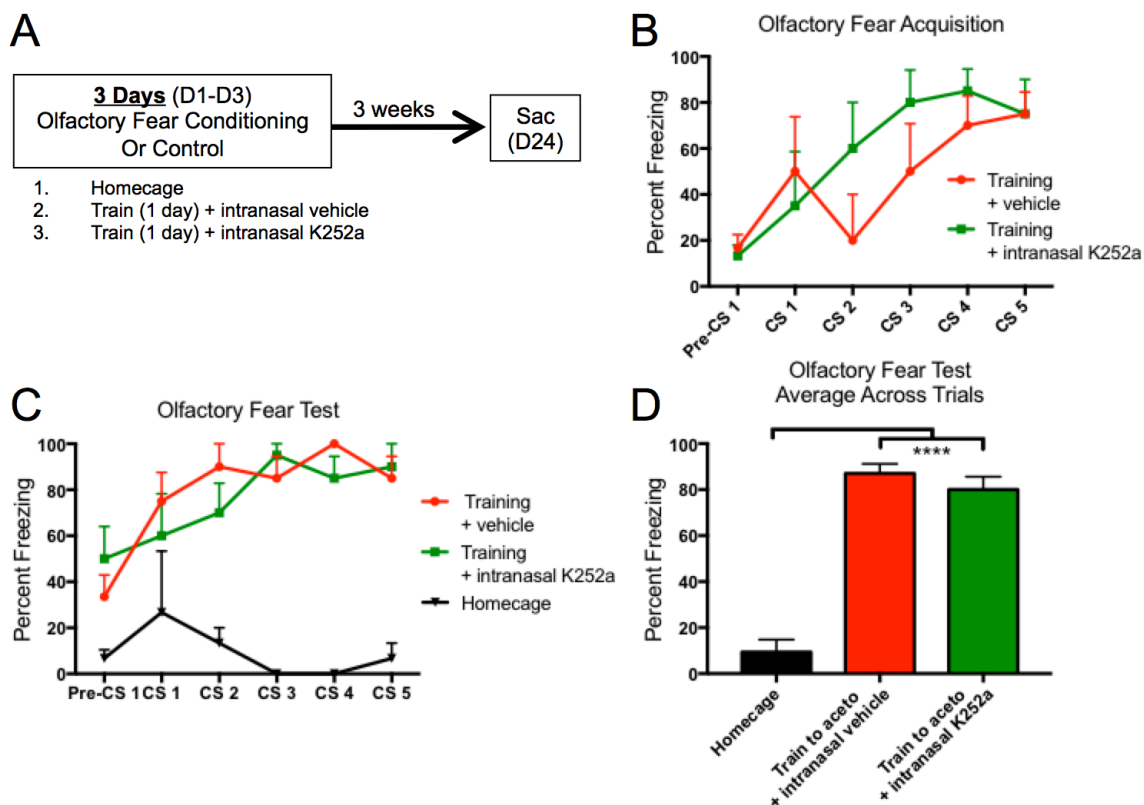 A
3 Days (D1-D3)
Olfactory Fear Conditioning
Or Control
3 weeks
Sac
(D24)
1. Homecage
2. Train (1 day) + intranasal vehicle
3. Train (1 day) + intranasal K252a
B
Olfactory Fear Acquisition
Percent Freezing
100
80
60
40
20
0
Pre-CS 1
CS 1
CS 2
CS 3
CS 4
CS 5
Training
+ vehicle
Training
+ intranasal K252a
C
Olfactory Fear Test
Percent Freezing
100
80
60
40
20
0
Pre-CS 1
CS 1
CS 2
CS 3
CS 4
CS 5
Training
+ vehicle
Training
+ intranasal K252a
Homecage
D
Olfactory Fear Test
Average Across Trials
Percent Freezing
100
80
60
40
20
0
****
Homecage
Train to aceto
+ intranasal vehicle
Train to aceto
+ intranasal K252a